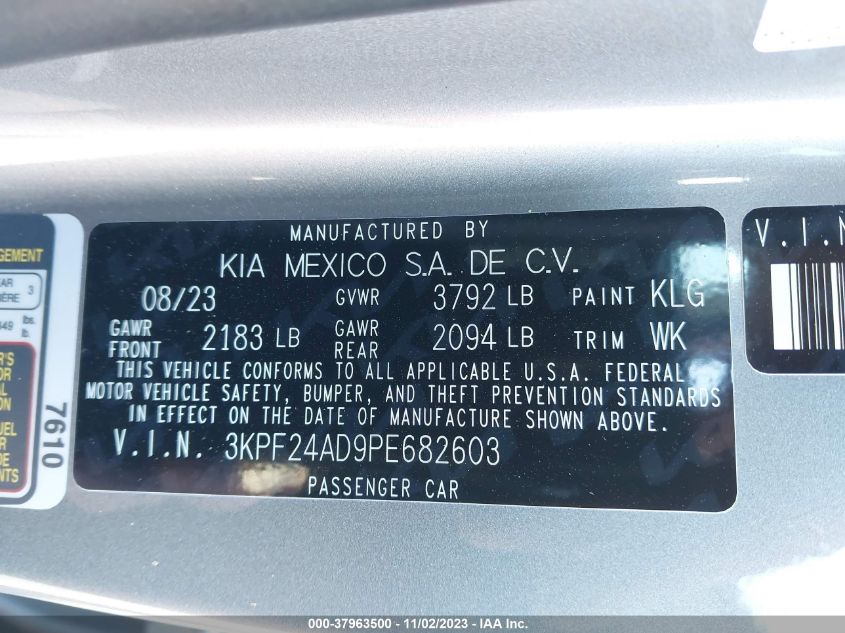 MANUFACTURED BY
KIA MEXICO S.A. DE C.V.
08/23 GVWR 3792 LB PAINT KLG
GAWR FRONT 2183 LB GAWR REAR 2094 LB TRIM WK
THIS VEHICLE CONFORMS TO ALL APPLICABLE U.S.A. FEDERAL
MOTOR VEHICLE SAFETY, BUMPER, AND THEFT PREVENTION STANDARDS
IN EFFECT ON THE DATE OF MANUFACTURE SHOWN ABOVE.
V.I.N. 3KPF24AD9PE682603
PASSENGER CAR
7610
V.I.N
000-37963500 - 11/02/2023 - IAA Inc.